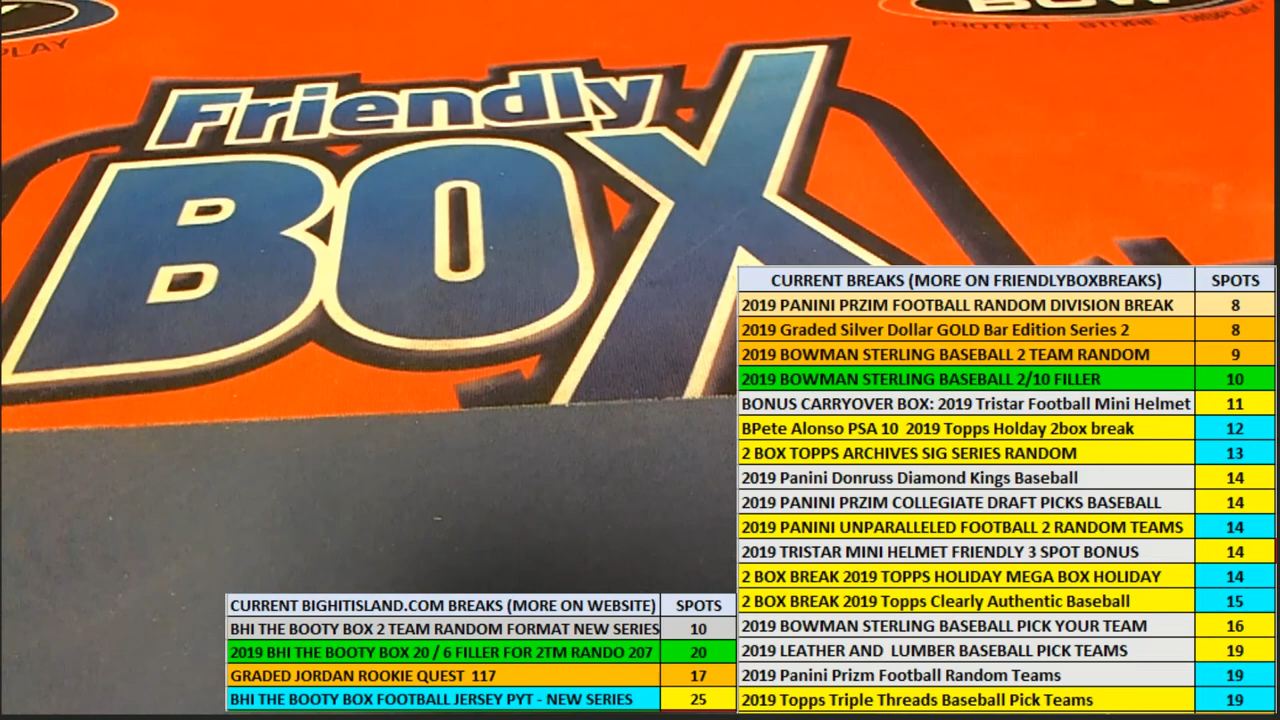 PLAY
PROTECT STORE DISPLAY
Friendly
BOX
CURRENT BREAKS (MORE ON FRIENDLYBOXBREAKS) SPOTS
2019 PANINI PRZIM FOOTBALL RANDOM DIVISION BREAK 8
2019 Graded Silver Dollar GOLD Bar Edition Series 2 8
2019 BOWMAN STERLING BASEBALL 2 TEAM RANDOM 9
2019 BOWMAN STERLING BASEBALL 2/10 FILLER 10
BONUS CARRYOVER BOX: 2019 Tristar Football Mini Helmet 11
BPete Alonso PSA 10 2019 Topps Holday 2box break 12
2 BOX TOPPS ARCHIVES SIG SERIES RANDOM 13
2019 Panini Donruss Diamond Kings Baseball 14
2019 PANINI PRZIM COLLEGIATE DRAFT PICKS BASEBALL 14
2019 PANINI UNPARALLELED FOOTBALL 2 RANDOM TEAMS 14
2019 TRISTAR MINI HELMET FRIENDLY 3 SPOT BONUS 14
2 BOX BREAK 2019 TOPPS HOLIDAY MEGA BOX HOLIDAY 14
2 BOX BREAK 2019 Topps Clearly Authentic Baseball 15
2019 BOWMAN STERLING BASEBALL PICK YOUR TEAM 16
2019 LEATHER AND LUMBER BASEBALL PICK TEAMS 19
2019 Panini Prizm Football Random Teams 19
2019 Topps Triple Threads Baseball Pick Teams 19
CURRENT BIGHITISLAND.COM BREAKS (MORE ON WEBSITE) SPOTS
BHI THE BOOTY BOX 2 TEAM RANDOM FORMAT NEW SERIES 10
2019 BHI THE BOOTY BOX 20 / 6 FILLER FOR 2TM RANDO 207 20
GRADED JORDAN ROOKIE QUEST 117 17
BHI THE BOOTY BOX FOOTBALL JERSEY PYT - NEW SERIES 25